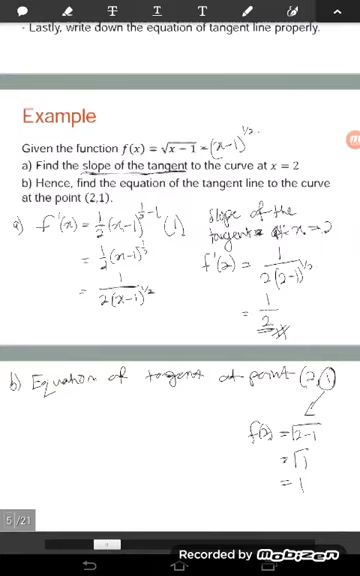 • Lastly, write down the equation of tangent line properly.
Example
Given the function f(x) = √x − 1 = (x−1)^1/2.
a) Find the slope of the tangent to the curve at x = 2
b) Hence, find the equation of the tangent line to the curve
at the point (2,1).
a) f'(x) = 1/2 (x−1)^1/2−1 (1)
= 1/2 (x−1)
= 1/2(x−1)^1/2
Slope of the
tangent at x = 2
f'(2) = 1/2(2−1)^1/2
= 1/2
b) Equation of tangent at point (2,1)
f(2) = √2−1
= √1
= 1
5 /21
Recorded by MOBIZEN